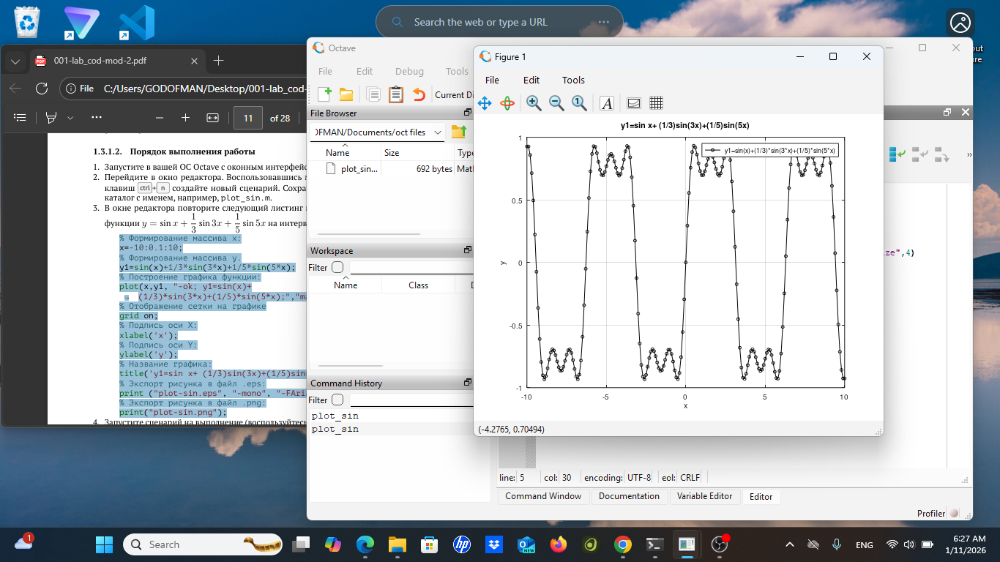 Search the web or type a URL
001-lab_cod-mod-2.pdf
File
C:/Users/GODOFMAN/Desktop/001-lab_cod-
11
of 28
1.3.1.2. Порядок выполнения работы
1. Запустите в вашей ОС Octave с оконным интерфейс
2. Перейдите в окно редактора. Воспользовавшись
клавиш ctrl+n создайте новый сценарий. Сохра
каталог с именем, например, plot_sin.m.
3. В окне редактора повторите следующий листинг
функции y = sin x + 1/3 sin 3x + 1/5 sin 5x на интерв
% Формирование массива x:
x=-10:0.1:10;
% Формирование массива y.
y1=sin(x)+1/3*sin(3*x)+1/5*sin(5*x);
% Построение графика функции:
plot(x,y1, "-ok; y1=sin(x)+
(1/3)*sin(3*x)+(1/5)*sin(5*x);","ma
% Отображение сетки на графике
grid on;
% Подпись оси X:
xlabel('x');
% Подпись оси Y:
ylabel('y');
% Название графика:
title('y1=sin x+ (1/3)sin(3x)+(1/5)sin
% Экспорт рисунка в файл .eps:
print ("plot-sin.eps", "-mono", "-FAria
% Экспорт рисунка в файл .png:
print("plot-sin.png");
4. Запустите сценарий на выполнение (воспользуйтесь
Octave
File Edit Debug Tools
Current Di
File Browser
OFMAN/Documents/oct files
Name Size Type
plot_sin... 692 bytes Matl
Workspace
Filter
Name Class D
Command History
Filter
plot_sin
plot_sin
Figure 1
File Edit Tools
A
y1=sin x+ (1/3)sin(3x)+(1/5)sin(5x)
y1=sin(x)+(1/3)*sin(3*x)+(1/5)*sin(5*x)
1
0.5
0
-0.5
-1
y
-10 -5 0 5 10
x
(-4.2765, 0.70494)
ize",4)
line: 5 col: 30 encoding: UTF-8 eol: CRLF
Command Window Documentation Variable Editor Editor
Profiler
out
ure
1
Search
hp
NEW
ENG
6:27 AM
1/11/2026